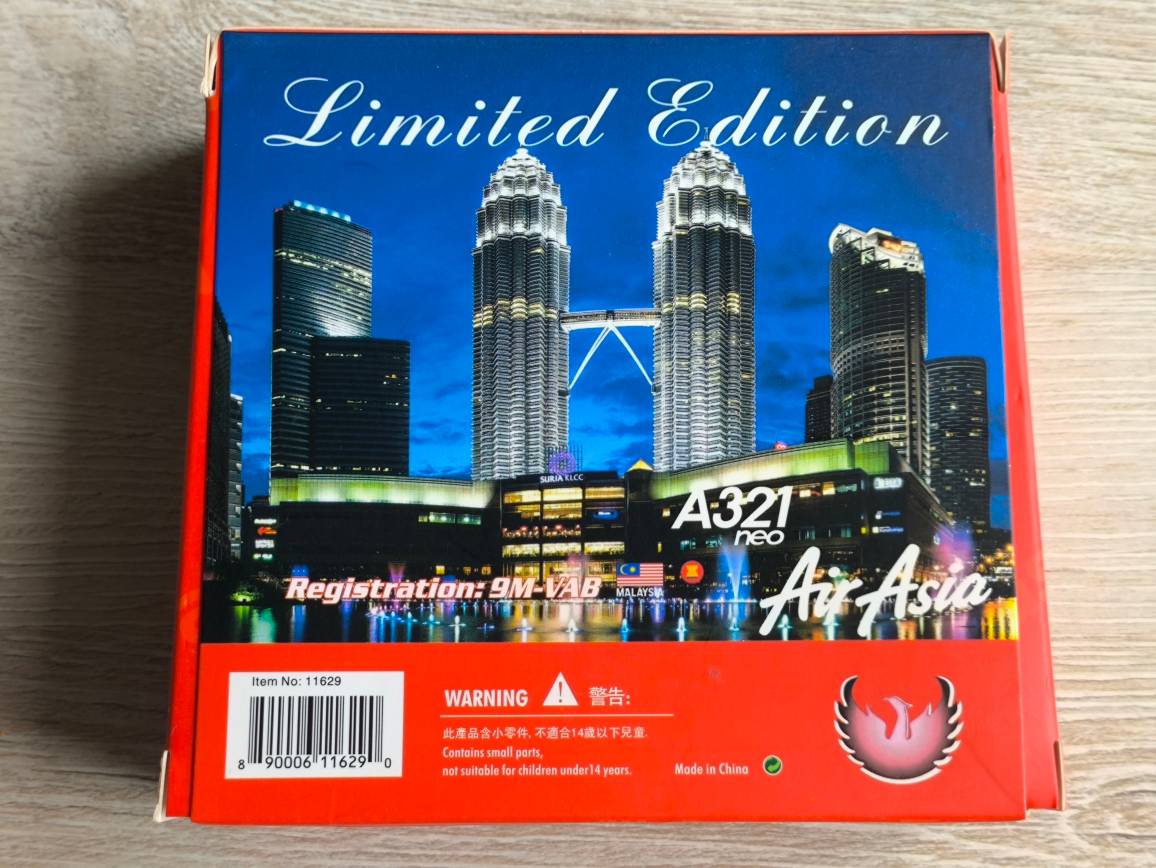 Limited Edition
SURIA KLCC
A321
neo
Registration: 9M-VAB
MALAYSIA
Air Asia
Item No: 11629
8 90006 11629 0
WARNING ! 警告:
此產品含小零件, 不適合14歲以下兒童.
Contains small parts,
not suitable for children under14 years.
Made in China